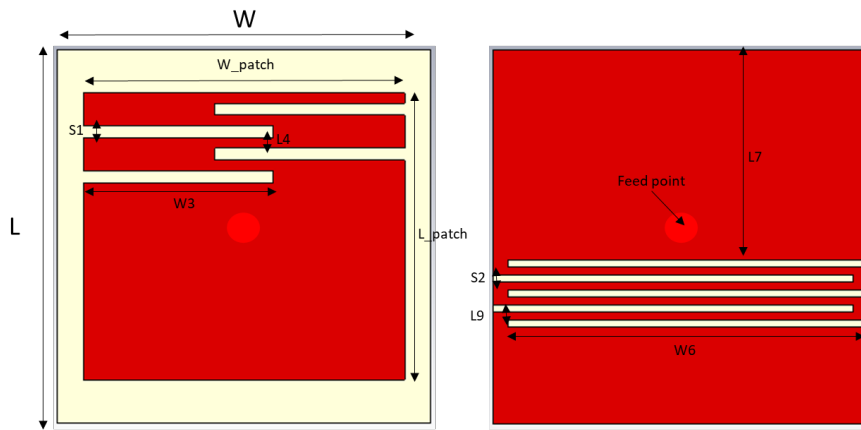 W
W_patch
S1
L4
L7
W3
Feed point
L
L_patch
S2
L9
W6